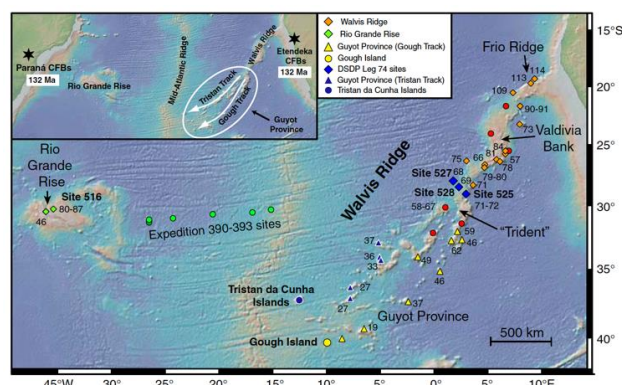 Paraná
CFBs
132 Ma
Rio Grande
Rise
Mid-Atlantic Ridge
Tristan Track
Gough Track
Walvis Ridge
Etendeka
CFBs
132 Ma
Guyot
Province
Walvis Ridge
Rio Grande Rise
Guyot Province (Gough Track)
Gough Island
DSDP Leg 74 sites
Guyot Province (Tristan Track)
Tristan da Cunha Islands
15°S
20°
25°
30°
35°
40°
Frio Ridge
114
113
109
90-91
Valdivia
Bank
73
84
81
66
75
57
78
79-80
68
69
71
71-72
Site 527
Site 528
Site 525
Walvis Ridge
"Trident"
58-67
59
46
62
49
46
37
37
36
33
27
27
19
Rio
Grande
Rise
Site 516
80-87
46
Expedition 390-393 sites
Tristan da Cunha
Islands
Gough Island
Guyot Province
500 km
45°W
20°
15°
10°
5°
0°
5°
10°E